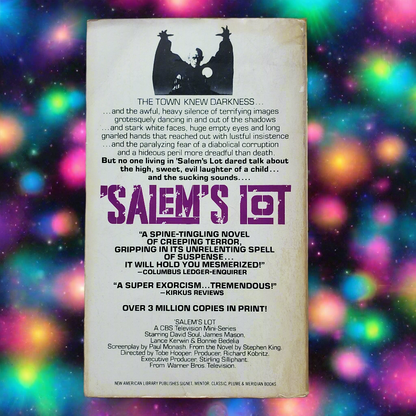 THE TOWN KNEW DARKNESS...
...and the awful, heavy silence of terrifying images
grotesquely dancing in and out of the shadows
...and stark white faces, huge empty eyes and long
gnarled hands that reached out with lustful insistence
...and the paralyzing fear of a diabolical corruption
and a hideous peril more dreadful than death.
But no one living in 'Salem's Lot dared talk about
the high, sweet, evil laughter of a child...
and the sucking sounds....
'SALEM'S LOT
"A SPINE-TINGLING NOVEL
OF CREEPING TERROR,
GRIPPING IN ITS UNRELENTING SPELL
OF SUSPENSE...
IT WILL HOLD YOU MESMERIZED!"
—COLUMBUS LEDGER-ENQUIRER
"A SUPER EXORCISM...TREMENDOUS!"
—KIRKUS REVIEWS
OVER 3 MILLION COPIES IN PRINT!
'SALEM'S LOT
A CBS Television Mini-Series
Starring David Soul, James Mason,
Lance Kerwin & Bonnie Bedelia
Screenplay by Paul Monash. From the Novel by Stephen King.
Directed by Tobe Hooper. Producer, Richard Kobritz.
Executive Producer, Stirling Silliphant.
From Warner Bros. Television.
NEW AMERICAN LIBRARY PUBLISHES SIGNET, MENTOR, CLASSIC, PLUME & MERIDIAN BOOKS